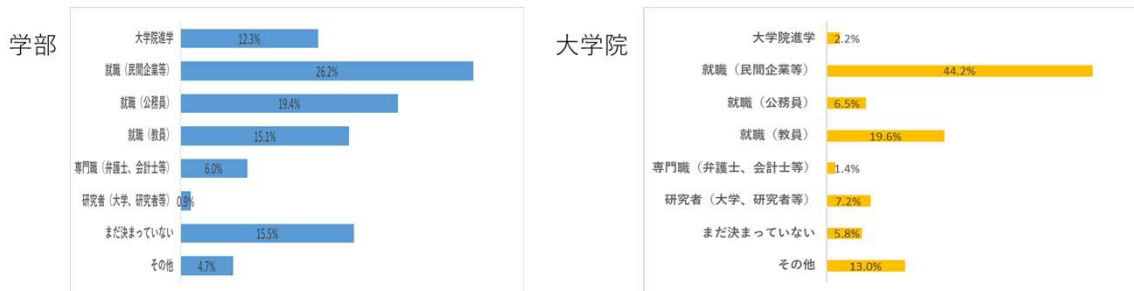 学部
大学院進学 12.3%
就職（民間企業等） 26.2%
就職（公務員） 19.4%
就職（教員） 15.1%
専門職（弁護士、会計士等） 6.0%
研究者（大学、研究者等） 0.9%
まだ決まっていない 15.5%
その他 4.7%
大学院
大学院進学 2.2%
就職（民間企業等） 44.2%
就職（公務員） 6.5%
就職（教員） 19.6%
専門職（弁護士、会計士等） 1.4%
研究者（大学、研究者等） 7.2%
まだ決まっていない 5.8%
その他 13.0%